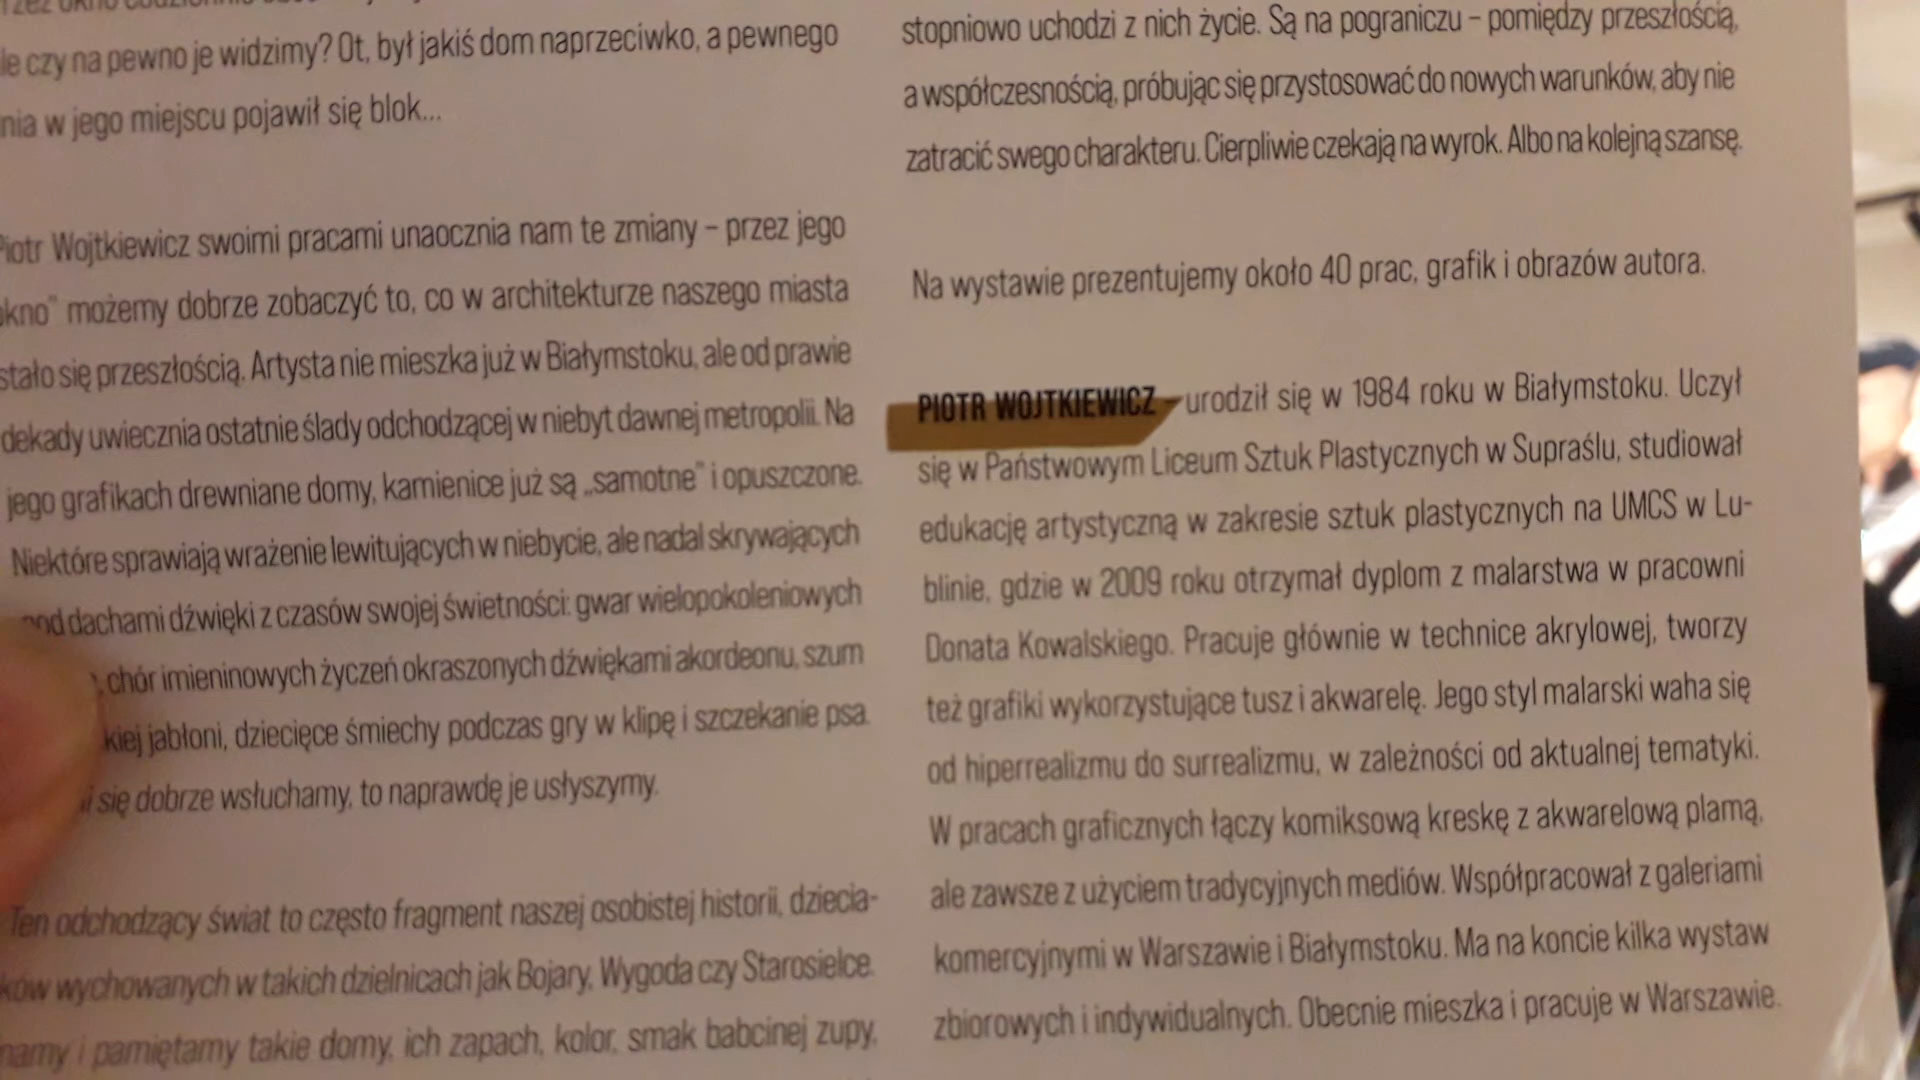 le czy na pewno je widzimy? Ot, był jakiś dom naprzeciwko, a pewnego
nia w jego miejscu pojawił się blok...
Piotr Wojtkiewicz swoimi pracami unaocznia nam te zmiany – przez jego
okno" możemy dobrze zobaczyć to, co w architekturze naszego miasta
stało się przeszłością. Artysta nie mieszka już w Białymstoku, ale od prawie
dekady uwiecznia ostatnie ślady odchodzącej w niebyt dawnej metropolii. Na
jego grafikach drewniane domy, kamienice już są „samotne" i opuszczone.
Niektóre sprawiają wrażenie lewitujących w niebycie, ale nadal skrywających
pod dachami dźwięki z czasów swojej świetności: gwar wielopokoleniowych
chór imieninowych życzeń okraszonych dźwiękami akordeonu, szum
kiej jabłoni, dziecięce śmiechy podczas gry w klipę i szczekanie psa.
się dobrze wsłuchamy, to naprawdę je usłyszymy.
Ten odchodzący świat to często fragment naszej osobistej historii, dziecia-
ków wychowanych w takich dzielnicach jak Bojary, Wygoda czy Starosielce.
namy i pamiętamy takie domy, ich zapach, kolor, smak babcinej zupy,
stopniowo uchodzi z nich życie. Są na pograniczu – pomiędzy przeszłością,
a współczesnością, próbując się przystosować do nowych warunków, aby nie
zatracić swego charakteru. Cierpliwie czekają na wyrok. Albo na kolejną szansę.
Na wystawie prezentujemy około 40 prac, grafik i obrazów autora.
PIOTR WOJTKIEWICZ – urodził się w 1984 roku w Białymstoku. Uczył
się w Państwowym Liceum Sztuk Plastycznych w Supraślu, studiował
edukację artystyczną w zakresie sztuk plastycznych na UMCS w Lu-
blinie, gdzie w 2009 roku otrzymał dyplom z malarstwa w pracowni
Donata Kowalskiego. Pracuje głównie w technice akrylowej, tworzy
też grafiki wykorzystujące tusz i akwarelę. Jego styl malarski waha się
od hiperrealizmu do surrealizmu, w zależności od aktualnej tematyki.
W pracach graficznych łączy komiksową kreskę z akwarelową plamą,
ale zawsze z użyciem tradycyjnych mediów. Współpracował z galeriami
komercyjnymi w Warszawie i Białymstoku. Ma na koncie kilka wystaw
zbiorowych i indywidualnych. Obecnie mieszka i pracuje w Warszawie.